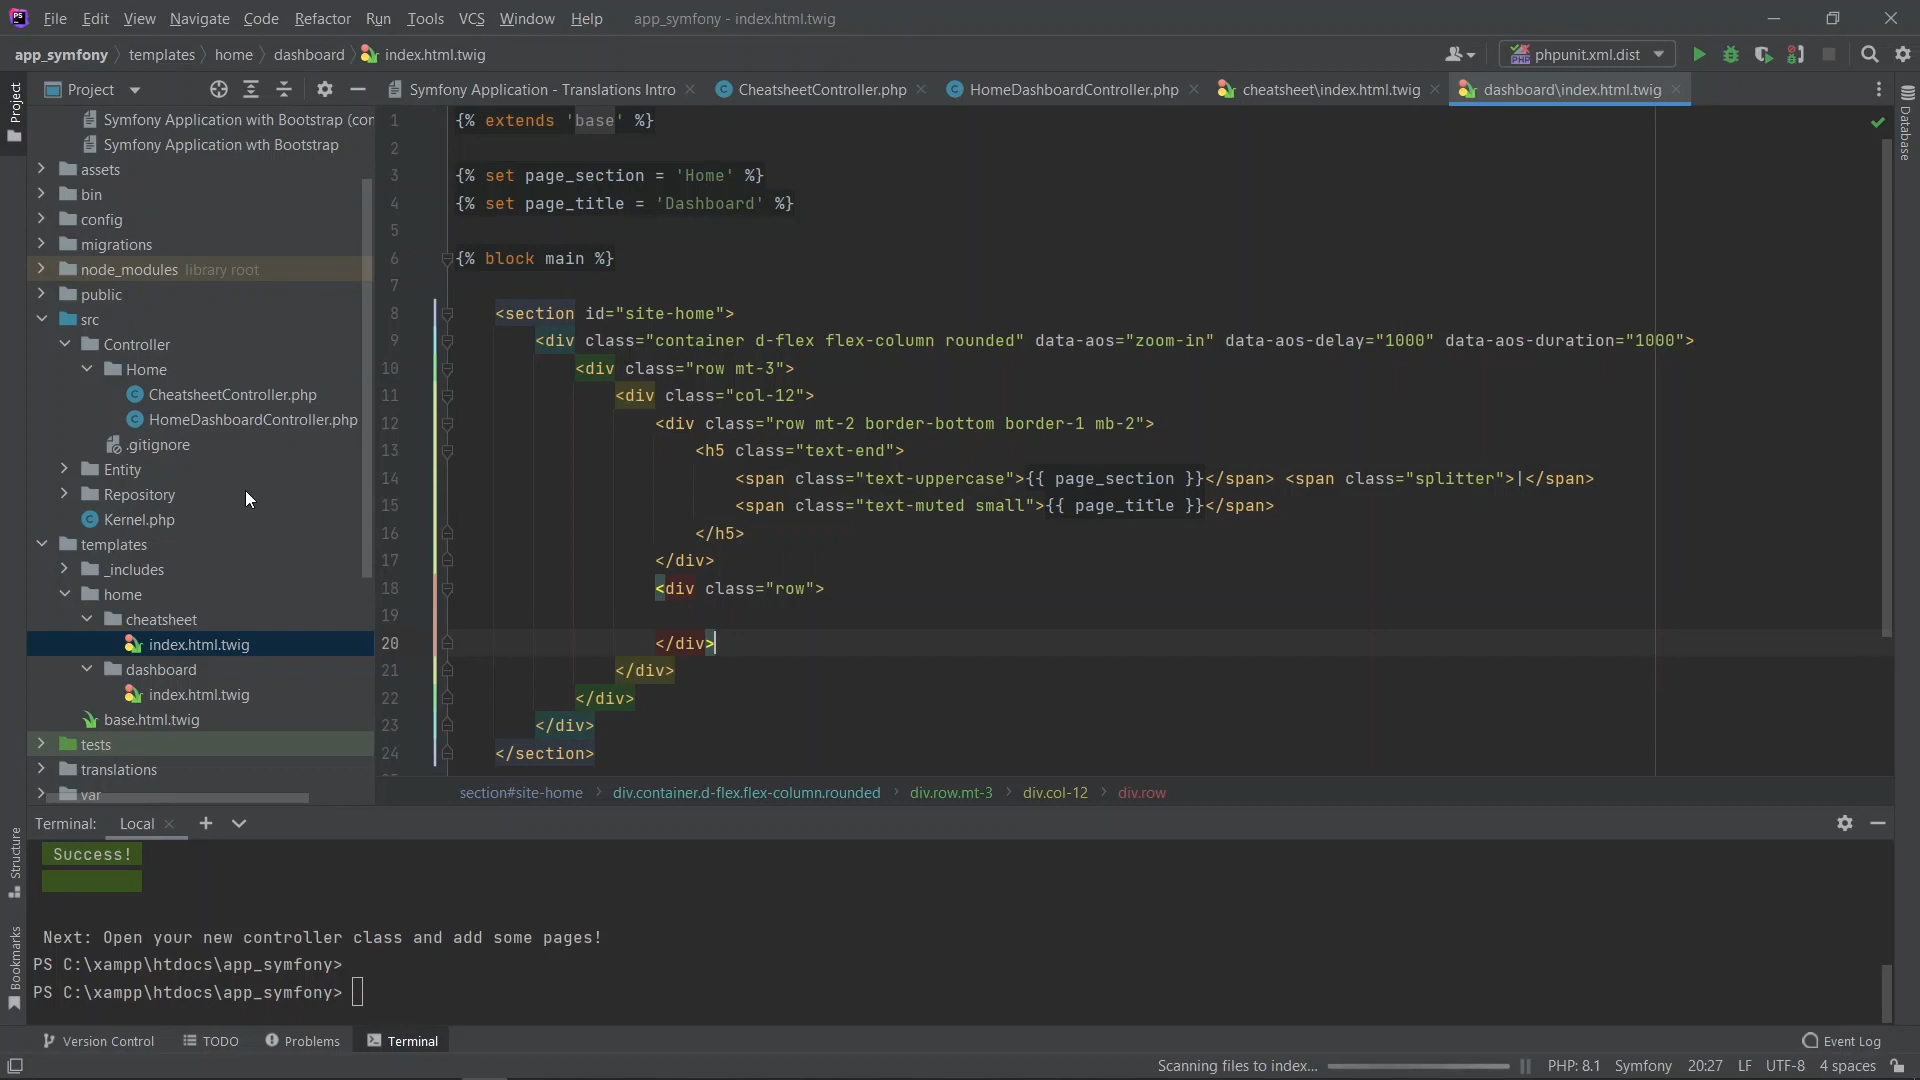 PS File Edit View Navigate Code Refactor Run Tools VCS Window Help app_symfony - index.html.twig
app_symfony templates home dashboard index.html.twig
phpunit.xml.dist
Project
Symfony Application - Translations Intro
CheatsheetController.php
HomeDashboardController.php
cheatsheet\index.html.twig
dashboard\index.html.twig
Project
Database
Symfony Application with Bootstrap (con
Symfony Application wth Bootstrap
assets
bin
config
migrations
node_modules library root
public
src
Controller
Home
CheatsheetController.php
HomeDashboardController.php
.gitignore
Entity
Repository
Kernel.php
templates
_includes
home
cheatsheet
index.html.twig
dashboard
index.html.twig
base.html.twig
tests
translations
var
1 {% extends 'base' %}
2
3 {% set page_section = 'Home' %}
4 {% set page_title = 'Dashboard' %}
5
6 {% block main %}
7
8 <section id="site-home">
9 <div class="container d-flex flex-column rounded" data-aos="zoom-in" data-aos-delay="1000" data-aos-duration="1000">
10 <div class="row mt-3">
11 <div class="col-12">
12 <div class="row mt-2 border-bottom border-1 mb-2">
13 <h5 class="text-end">
14 <span class="text-uppercase">{{ page_section }}</span> <span class="splitter">|</span>
15 <span class="text-muted small">{{ page_title }}</span>
16 </h5>
17 </div>
18 <div class="row">
19
20 </div>
21 </div>
22 </div>
23 </div>
24 </section>
section#site-home div.container.d-flex.flex-column.rounded div.row.mt-3 div.col-12 div.row
Terminal: Local
Structure
Bookmarks
Success!
Next: Open your new controller class and add some pages!
PS C:\xampp\htdocs\app_symfony>
PS C:\xampp\htdocs\app_symfony>
Version Control TODO Problems Terminal Event Log
Scanning files to index... PHP: 8.1 Symfony 20:27 LF UTF-8 4 spaces